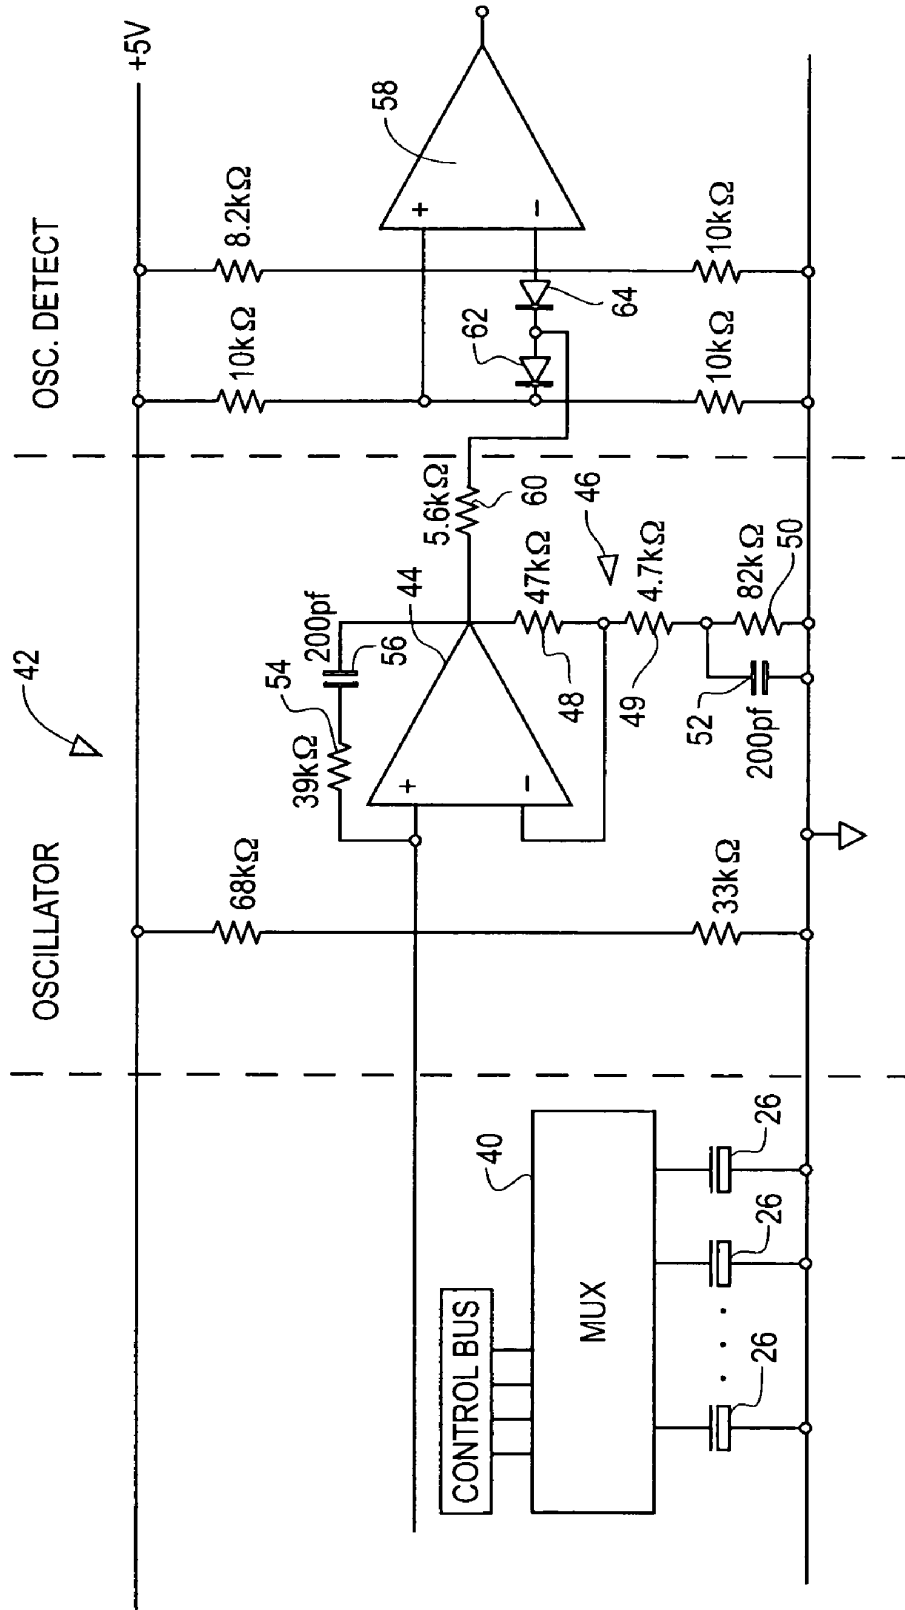 42
OSCILLATOR
OSC. DETECT
+5V
68kΩ
39kΩ
54
200pf
56
44
10kΩ
8.2kΩ
58
+
−
+
−
5.6kΩ
60
62
64
47kΩ
48
46
4.7kΩ
49
82kΩ
50
52
200pf
33kΩ
10kΩ
10kΩ
CONTROL BUS
40
MUX
26
26
26